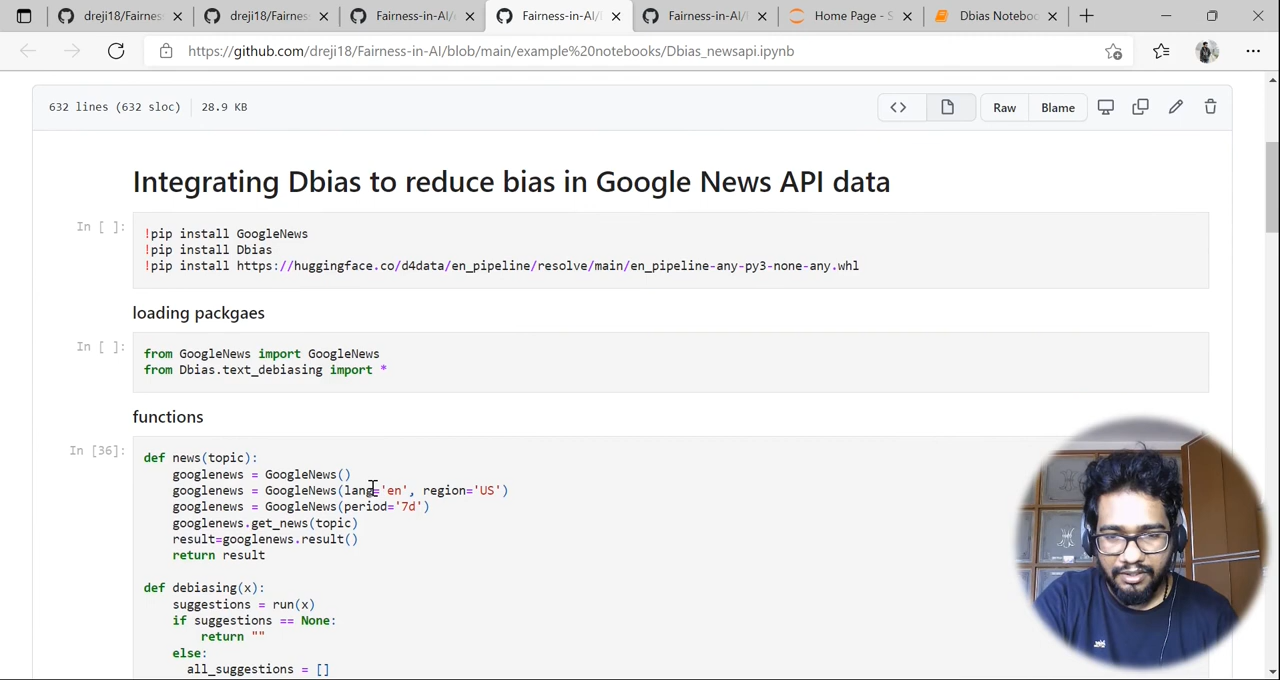 dreji18/Fairness
dreji18/Fairness
Fairness-in-AI/
Fairness-in-AI/
Fairness-in-AI/
Home Page - S
Dbias Noteboo
https://github.com/dreji18/Fairness-in-AI/blob/main/example%20notebooks/Dbias_newsapi.ipynb
632 lines (632 sloc) 28.9 KB
Raw Blame
Integrating Dbias to reduce bias in Google News API data
In [ ]:
!pip install GoogleNews
!pip install Dbias
!pip install https://huggingface.co/d4data/en_pipeline/resolve/main/en_pipeline-any-py3-none-any.whl
loading packgaes
In [ ]:
from GoogleNews import GoogleNews
from Dbias.text_debiasing import *
functions
In [36]:
def news(topic):
googlenews = GoogleNews()
googlenews = GoogleNews(lang='en', region='US')
googlenews = GoogleNews(period='7d')
googlenews.get_news(topic)
result=googlenews.result()
return result
def debiasing(x):
suggestions = run(x)
if suggestions == None:
return ""
else:
all_suggestions = []